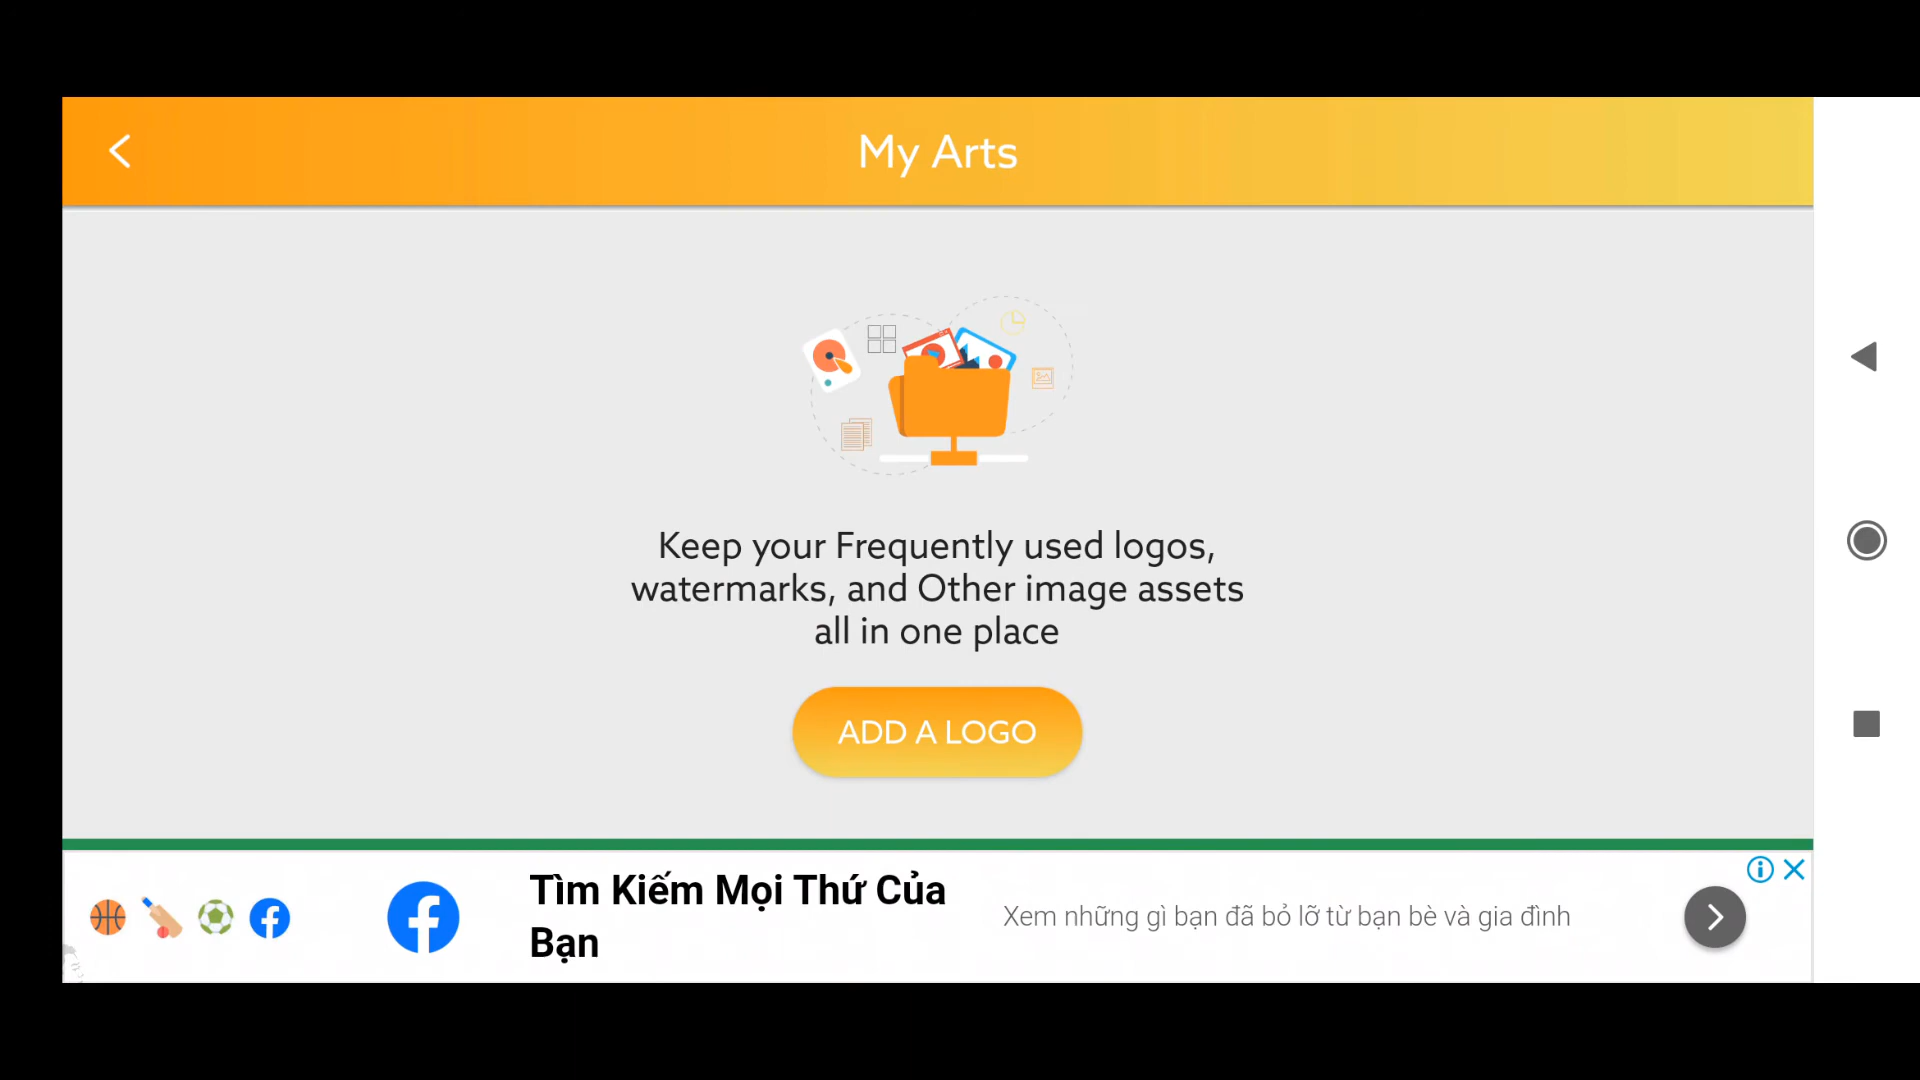 My Arts
Keep your Frequently used logos,
watermarks, and Other image assets
all in one place
ADD A LOGO
Tìm Kiếm Mọi Thứ Của
Bạn
Xem những gì bạn đã bỏ lỡ từ bạn bè và gia đình